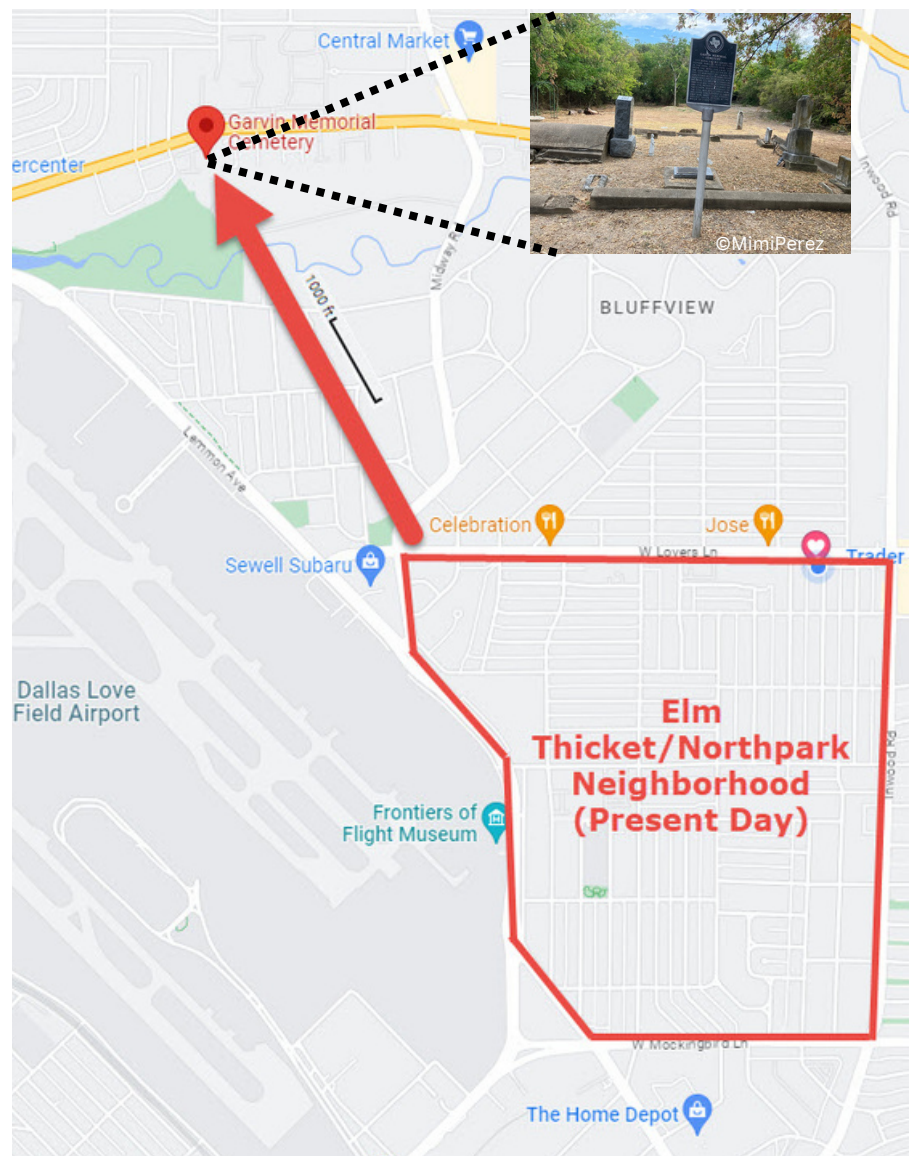 Central Market
Garvin Memorial
Cemetery
ercenter
©MimiPerez
Inwood Rd
Midway R
1000 ft
BLUFFVIEW
Lemmon Ave
Celebration
Jose
W Lovers Ln
Trader
Sewell Subaru
Dallas Love
Field Airport
Elm
Thicket/Northpark
Neighborhood
(Present Day)
Inwood Rd
Frontiers of
Flight Museum
W Mockingbird Ln
The Home Depot